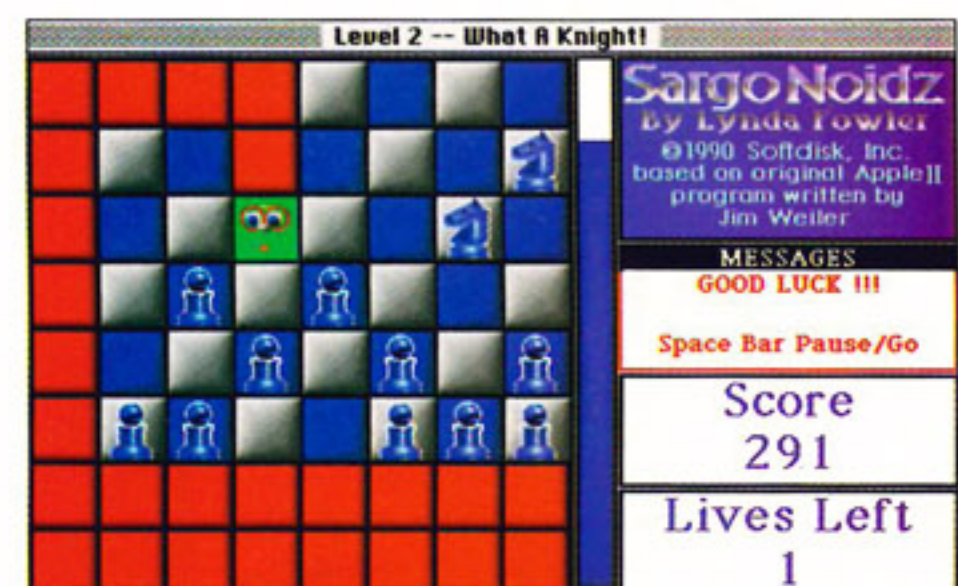 Level 2 -- What A Knight!
SargoNoidz
By Lynda Fowler
©1990 Softdisk, Inc.
based on original Apple ][
program written by
Jim Weiler
MESSAGES
GOOD LUCK !!!
Space Bar Pause/Go
Score
291
Lives Left
1